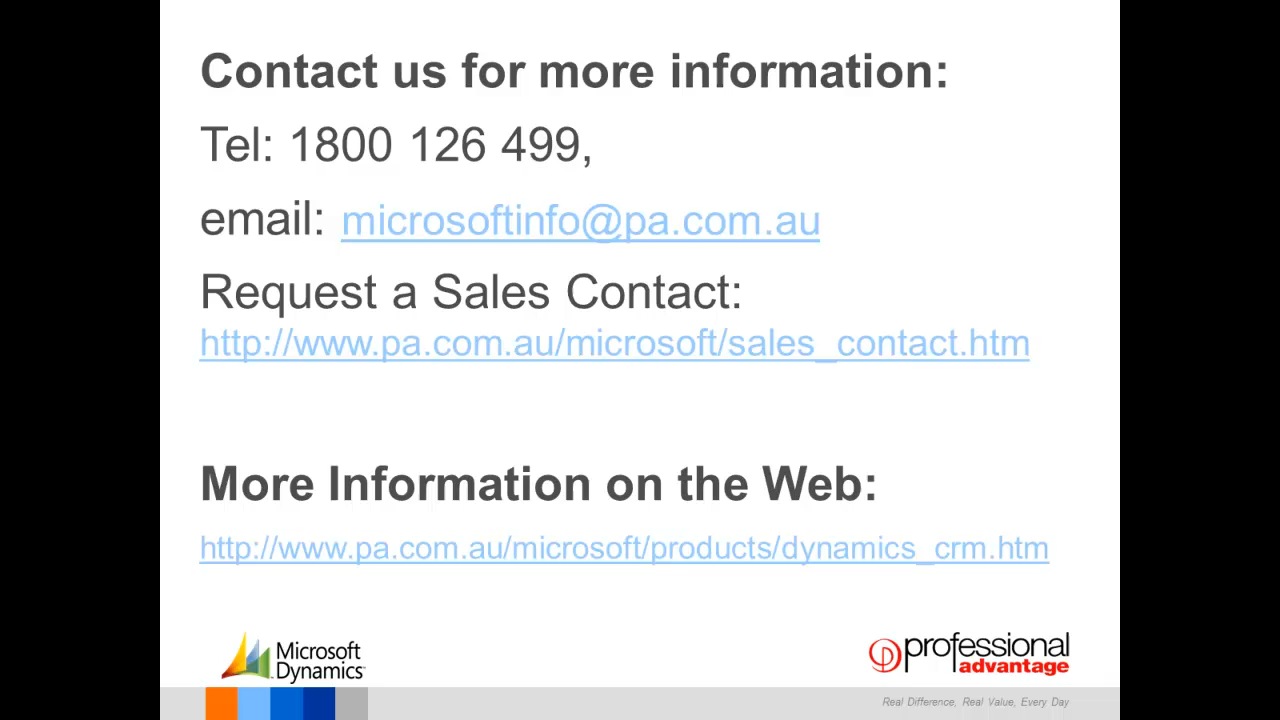 Contact us for more information:
Tel: 1800 126 499,
email: microsoftinfo@pa.com.au
Request a Sales Contact:
http://www.pa.com.au/microsoft/sales_contact.htm
More Information on the Web:
http://www.pa.com.au/microsoft/products/dynamics_crm.htm
Microsoft
Dynamics
professional
advantage
Real Difference, Real Value, Every Day